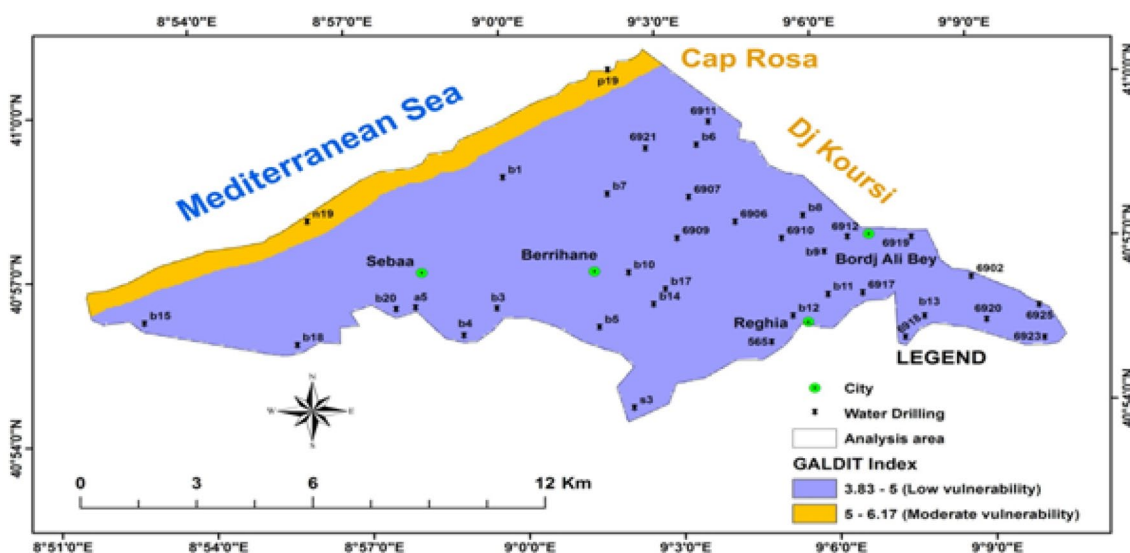 8°54'0"E 8°57'0"E 9°0'0"E 9°3'0"E 9°6'0"E 9°9'0"E
Mediterranean Sea
Cap Rosa
Dj Koursi
41°0'0"N
41°0'0"N
p19
6911
6921
b6
b1
b7
6907
n19
6906
b8
6909
6910
6912
6919
40°57'0"N
b9
Bordj Ali Bey
Sebaa
Berrihane
b10
6902
40°57'0"N
b17
b14
b11
6917
b20
a5
b3
b15
b5
b12
b13
6925
Reghia
6920
b18
b4
565
6918
6923
LEGEND
City
s3
Water Drilling
40°54'0"N
N
W
E
S
Analysis area
40°54'0"N
GALDIT Index
0 3 6 12 Km
3.83 - 5 (Low vulnerability)
5 - 6.17 (Moderate vulnerability)
8°51'0"E 8°54'0"E 8°57'0"E 9°0'0"E 9°3'0"E 9°6'0"E 9°9'0"E